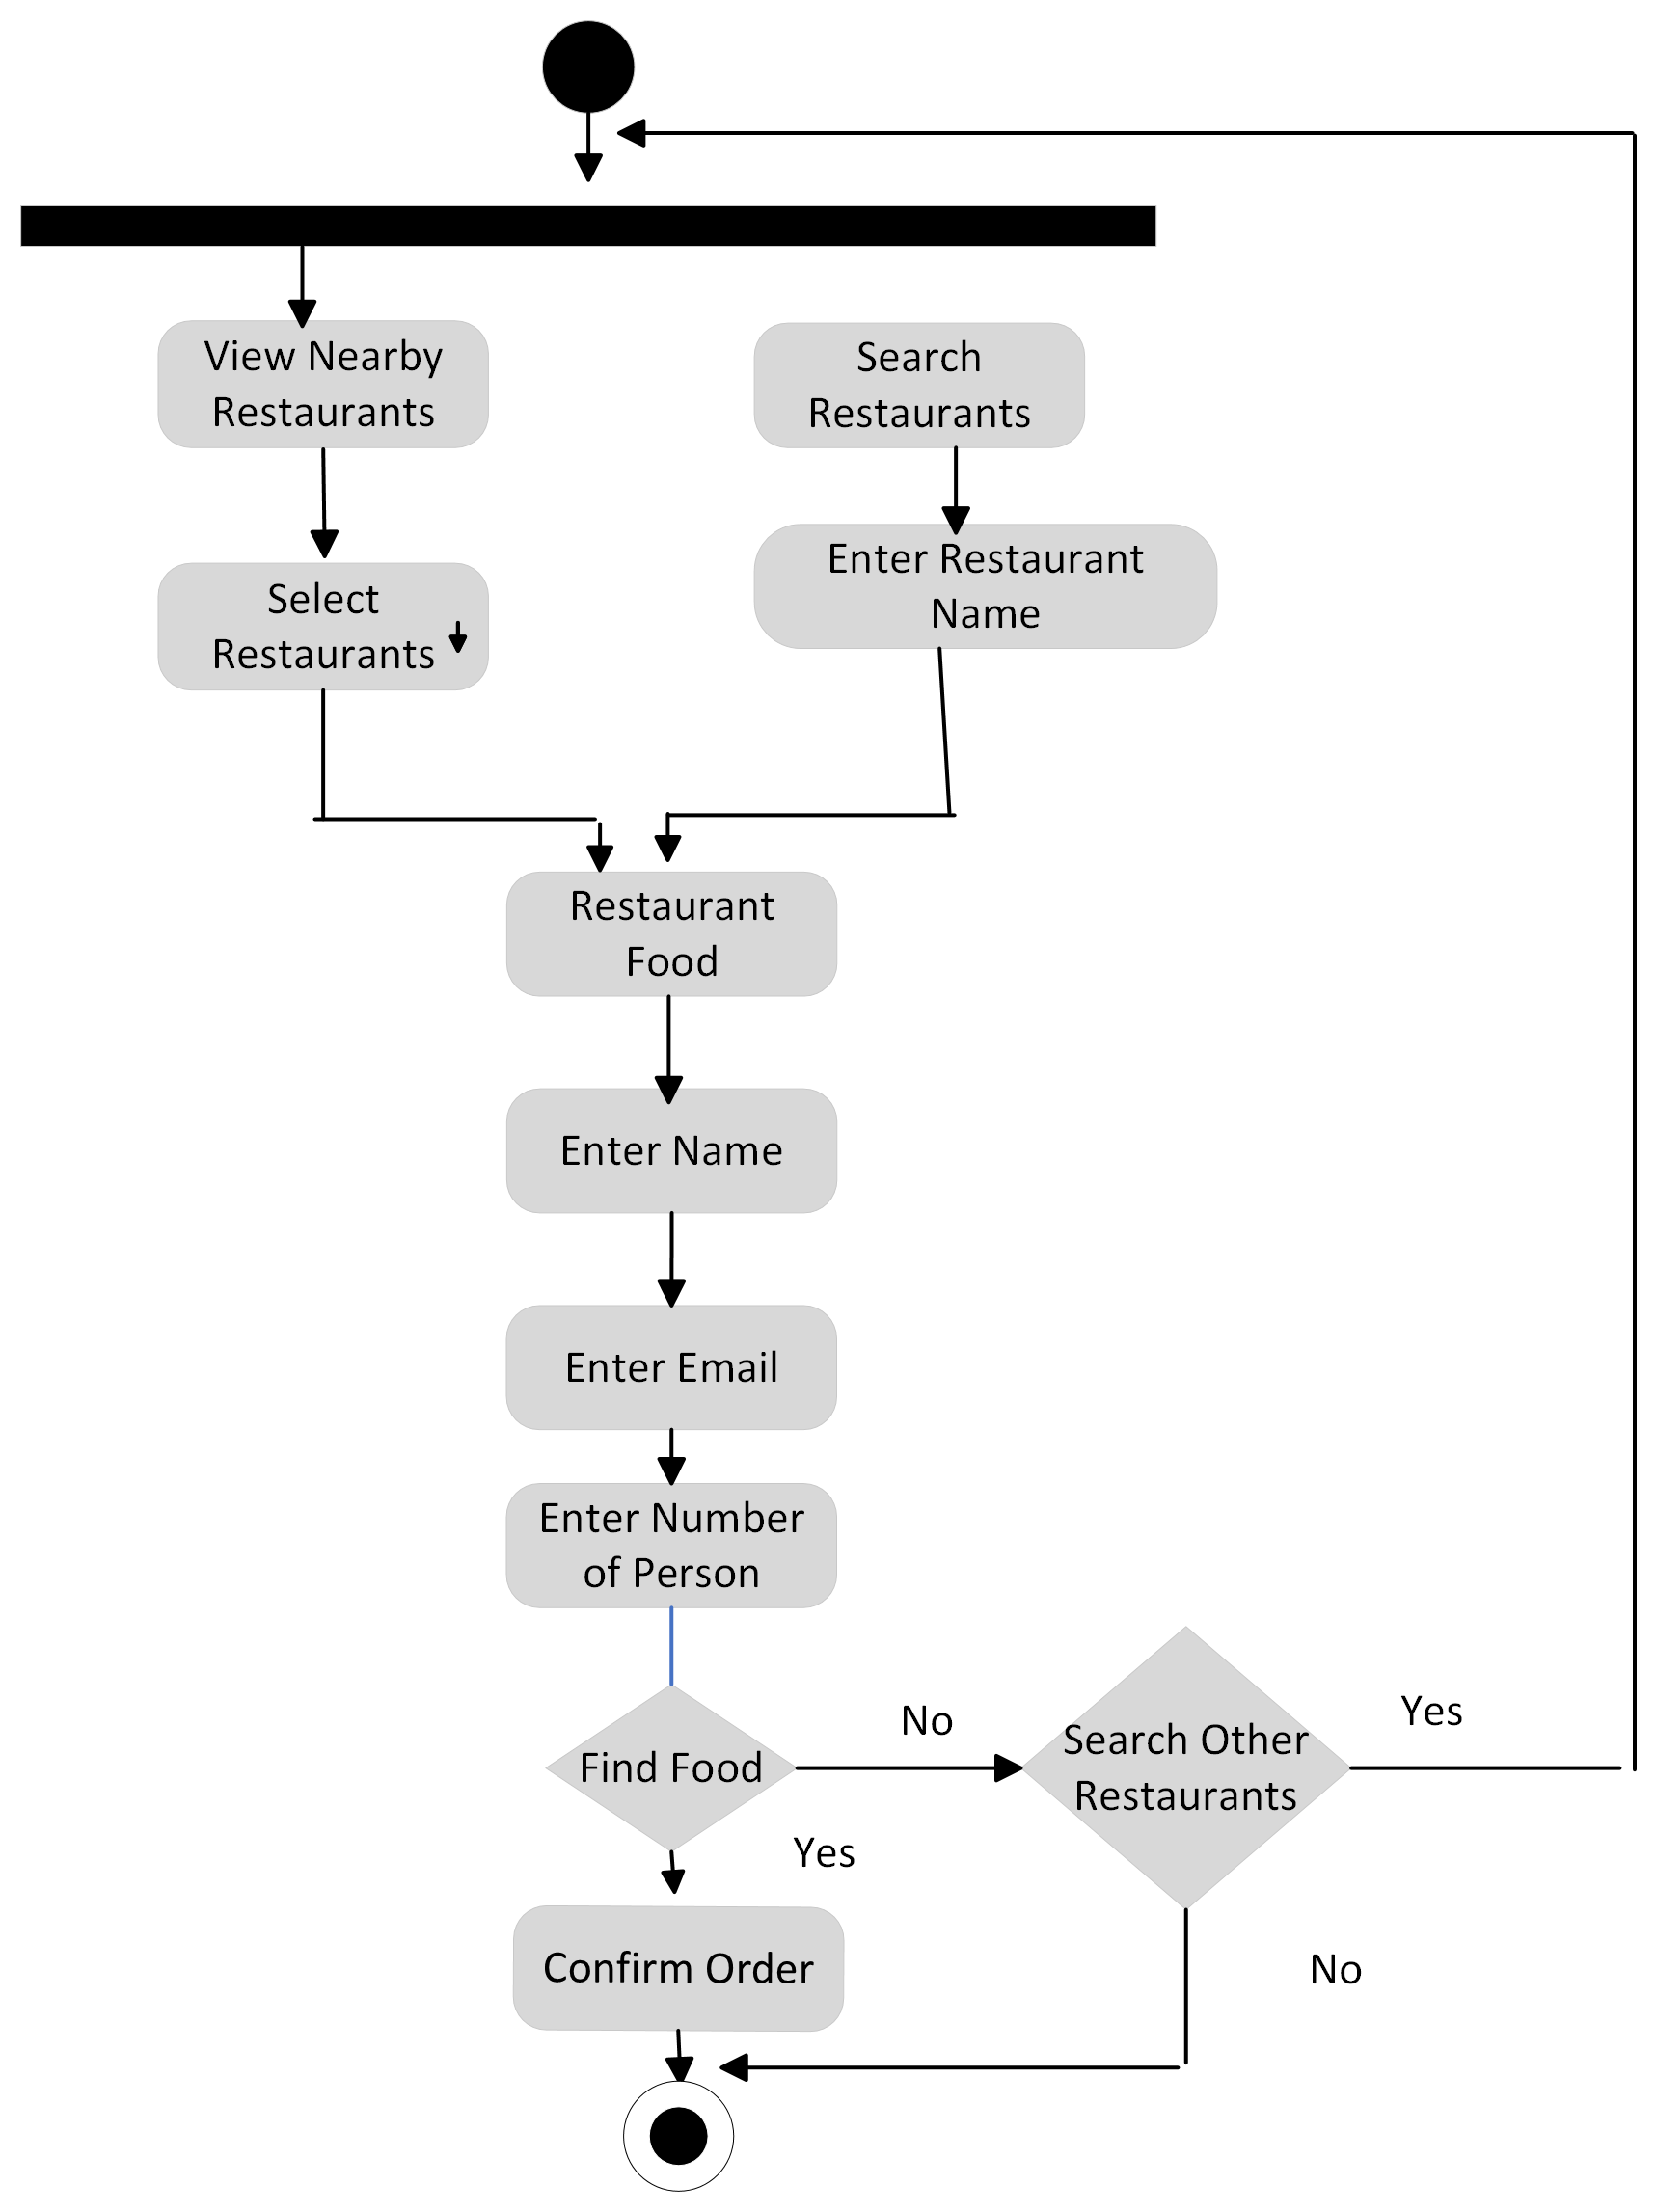 View Nearby
Restaurants
Search
Restaurants
Select
Restaurants
Enter Restaurant
Name
Restaurant
Food
Enter Name
Enter Email
Enter Number
of Person
Find Food
No
Search Other
Restaurants
Yes
Yes
Confirm Order
No